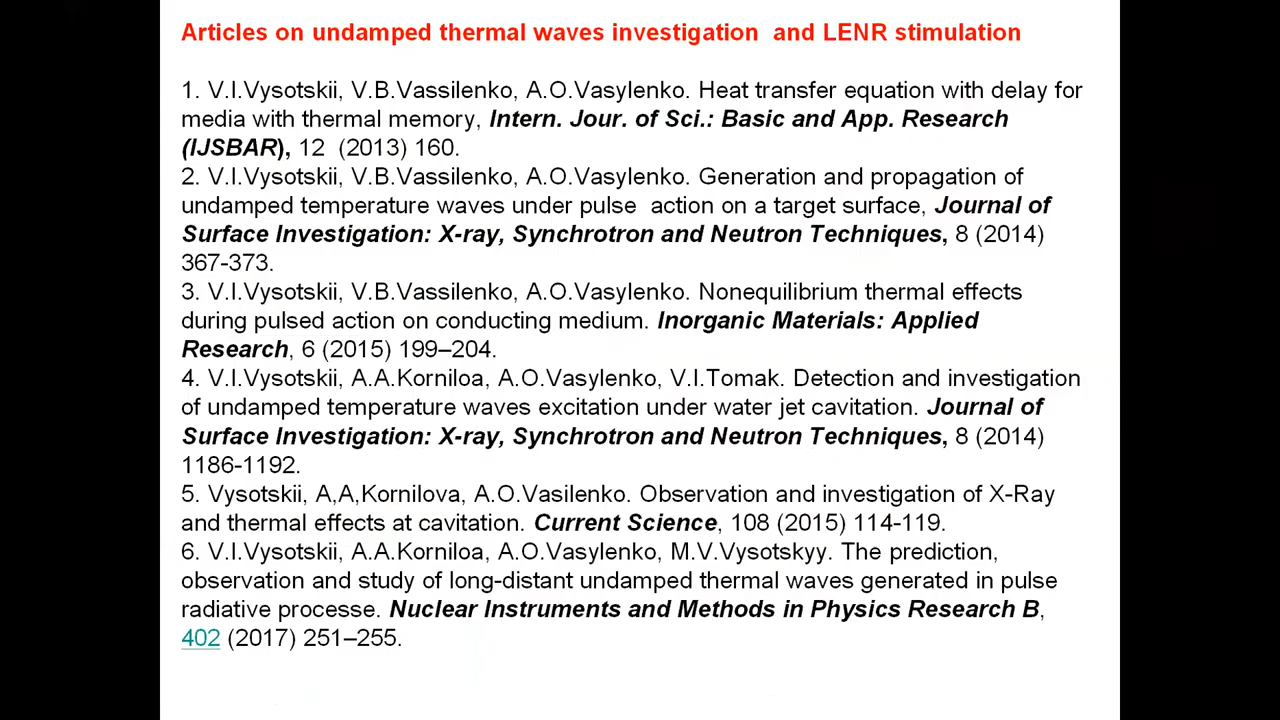 Articles on undamped thermal waves investigation  and LENR stimulation
1. V.I.Vysotskii, V.B.Vassilenko, A.O.Vasylenko. Heat transfer equation with delay for
media with thermal memory, Intern. Jour. of Sci.: Basic and App. Research
(IJSBAR), 12  (2013) 160.
2. V.I.Vysotskii, V.B.Vassilenko, A.O.Vasylenko. Generation and propagation of
undamped temperature waves under pulse  action on a target surface, Journal of
Surface Investigation: X-ray, Synchrotron and Neutron Techniques, 8 (2014)
367-373.
3. V.I.Vysotskii, V.B.Vassilenko, A.O.Vasylenko. Nonequilibrium thermal effects
during pulsed action on conducting medium. Inorganic Materials: Applied
Research, 6 (2015) 199–204.
4. V.I.Vysotskii, A.A.Korniloa, A.O.Vasylenko, V.I.Tomak. Detection and investigation
of undamped temperature waves excitation under water jet cavitation. Journal of
Surface Investigation: X-ray, Synchrotron and Neutron Techniques, 8 (2014)
1186-1192.
5. Vysotskii, A,A,Kornilova, A.O.Vasilenko. Observation and investigation of X-Ray
and thermal effects at cavitation. Current Science, 108 (2015) 114-119.
6. V.I.Vysotskii, A.A.Korniloa, A.O.Vasylenko, M.V.Vysotskyy. The prediction,
observation and study of long-distant undamped thermal waves generated in pulse
radiative processe. Nuclear Instruments and Methods in Physics Research B,
402 (2017) 251–255.